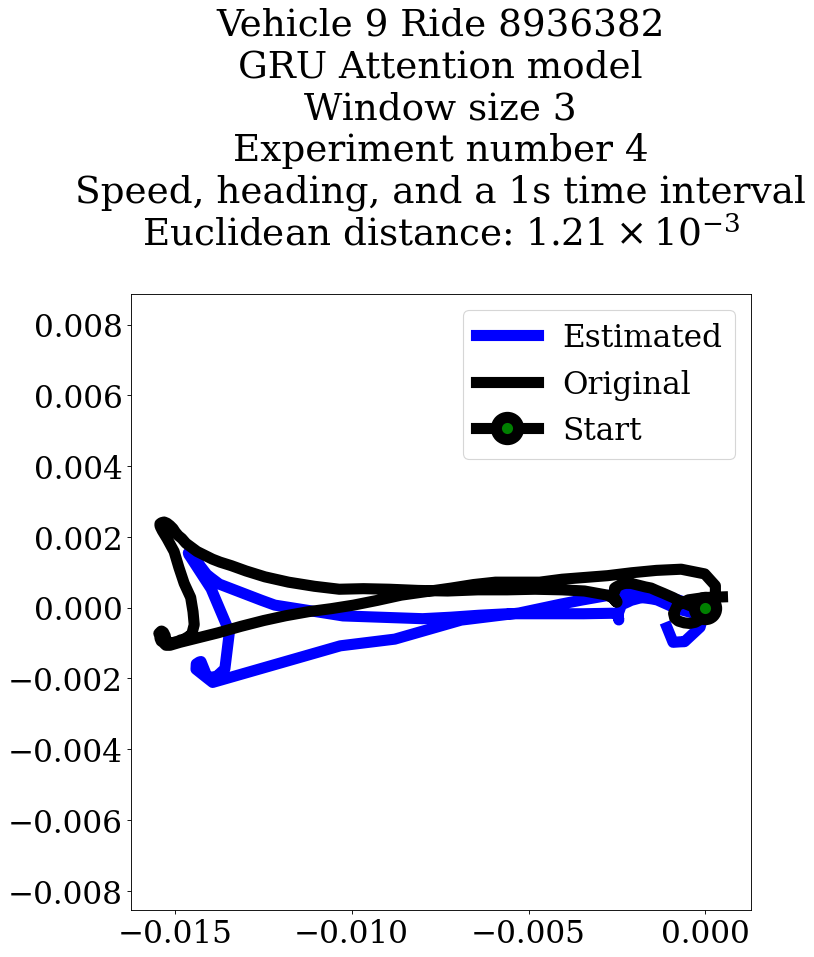 Vehicle 9 Ride 8936382
GRU Attention model
Window size 3
Experiment number 4
Speed, heading, and a 1s time interval
Euclidean distance: 1.21 × 10⁻³
Estimated
Original
Start
0.008
0.006
0.004
0.002
0.000
−0.002
−0.004
−0.006
−0.008
−0.015 −0.010 −0.005 0.000